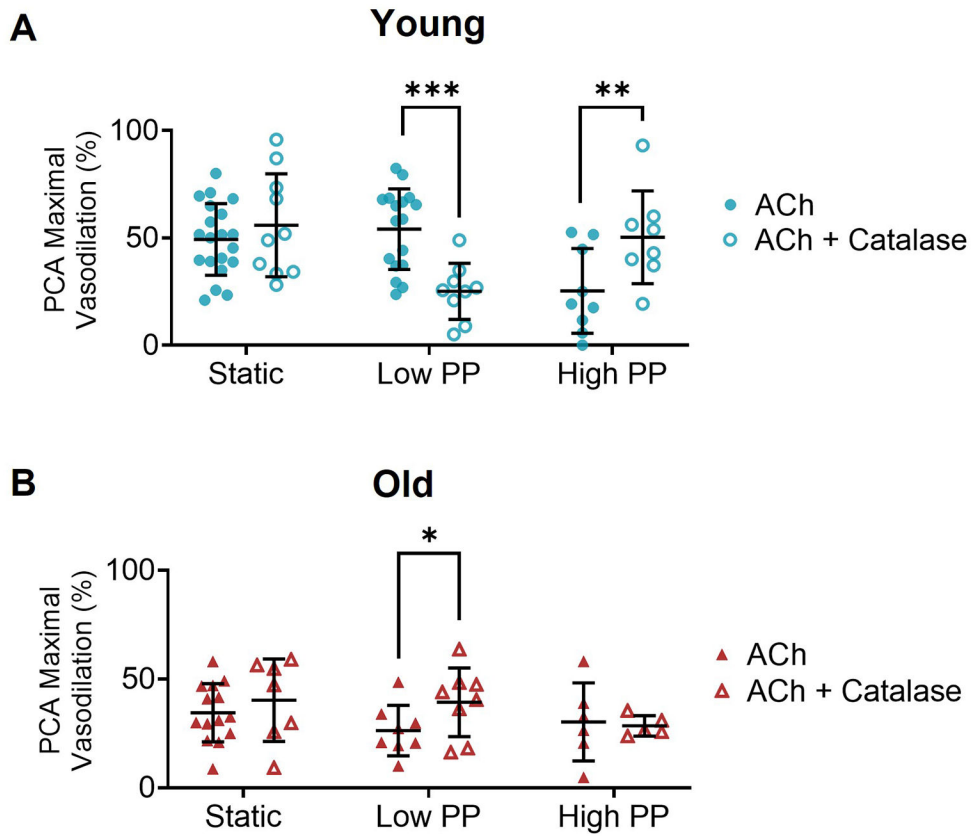 A
Young
***
**
PCA Maximal
Vasodilation (%)
100
50
0
Static
Low PP
High PP
ACh
ACh + Catalase
B
Old
*
PCA Maximal
Vasodilation (%)
100
50
0
Static
Low PP
High PP
ACh
ACh + Catalase